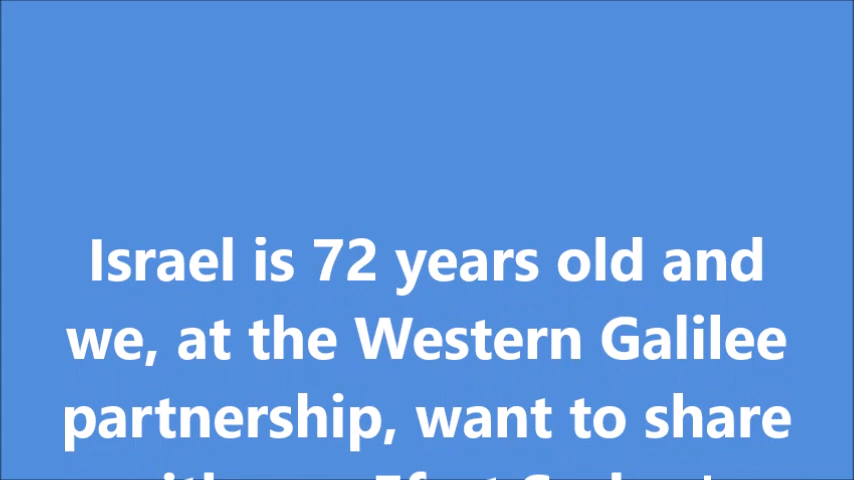 Israel is 72 years old and
we, at the Western Galilee
partnership, want to share